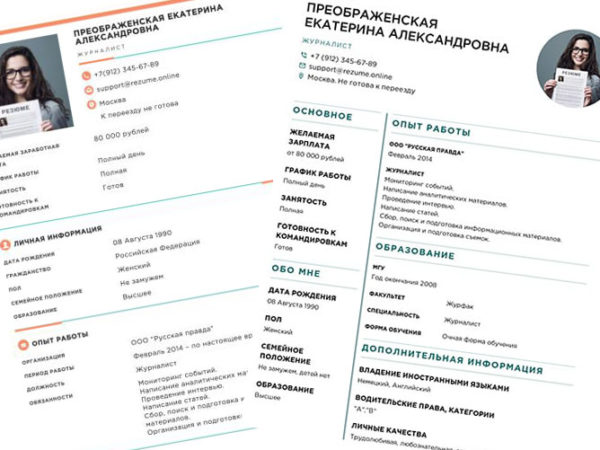 ПРЕОБРАЖЕНСКАЯ ЕКАТЕРИНА
АЛЕКСАНДРОВНА
ЖУРНАЛИСТ
+7(912) 345-67-89
support@rezume.online
Москва
К переезду не готова
РЕЗЮМЕ
80 000 рублей
ГРАФИК РАБОТЫ
Полный день
Полная
Готов
КОМАНДИРОВКАМ
ЛИЧНАЯ ИНФОРМАЦИЯ
ДАТА РОЖДЕНИЯ
08 Августа 1990
ГРАЖДАНСТВО
Российская Федерация
ПОЛ
Женский
СЕМЕЙНОЕ ПОЛОЖЕНИЕ
Не замужем
ОБРАЗОВАНИЕ
Высшее
ОПЫТ РАБОТЫ
ОРГАНИЗАЦИЯ
ООО "Русская правда"
ПЕРИОД РАБОТЫ
Февраль 2014 - по настоящее
ДОЛЖНОСТЬ
Журналист
ОБЯЗАННОСТИ
Мониторинг событий.
Написание аналитических
Проведение интервью.
Написание статей.
Сбор, поиск и подготовка
Организация и подготовка
ПРЕОБРАЖЕНСКАЯ
ЕКАТЕРИНА АЛЕКСАНДРОВНА
ЖУРНАЛИСТ
+7 (912) 345-67-89
support@rezume.online
Москва. Не готова к переезду
РЕЗЮМЕ
ОСНОВНОЕ
ЖЕЛАЕМАЯ
ЗАРПЛАТА
от 80 000 рублей
ГРАФИК РАБОТЫ
Полный день
ЗАНЯТОСТЬ
Полная
ГОТОВНОСТЬ К
КОМАНДИРОВКАМ
Готов
ОБО МНЕ
ДАТА РОЖДЕНИЯ
08 Августа 1990
ПОЛ
Женский
СЕМЕЙНОЕ
ПОЛОЖЕНИЕ
Не замужем, детей нет
ОБРАЗОВАНИЕ
Высшее
ОПЫТ РАБОТЫ
ООО "РУССКАЯ ПРАВДА"
Февраль 2014
ЖУРНАЛИСТ
Мониторинг событий.
Написание аналитических материалов.
Проведение интервью.
Написание статей.
Сбор, поиск и подготовка информационных материалов.
Организация и подготовка съемок.
ОБРАЗОВАНИЕ
МГУ
Год окончания 2008
ФАКУЛЬТЕТ
Журфак
СПЕЦИАЛЬНОСТЬ
Журналист
ФОРМА ОБУЧЕНИЯ
Очная форма обучения
ДОПОЛНИТЕЛЬНАЯ ИНФОРМАЦИЯ
ВЛАДЕНИЕ ИНОСТРАННЫМИ ЯЗЫКАМИ
Немецкий, Английский
ВОДИТЕЛЬСКИЕ ПРАВА, КАТЕГОРИИ
"А","В"
ЛИЧНЫЕ КАЧЕСТВА
Трудолюбивая,